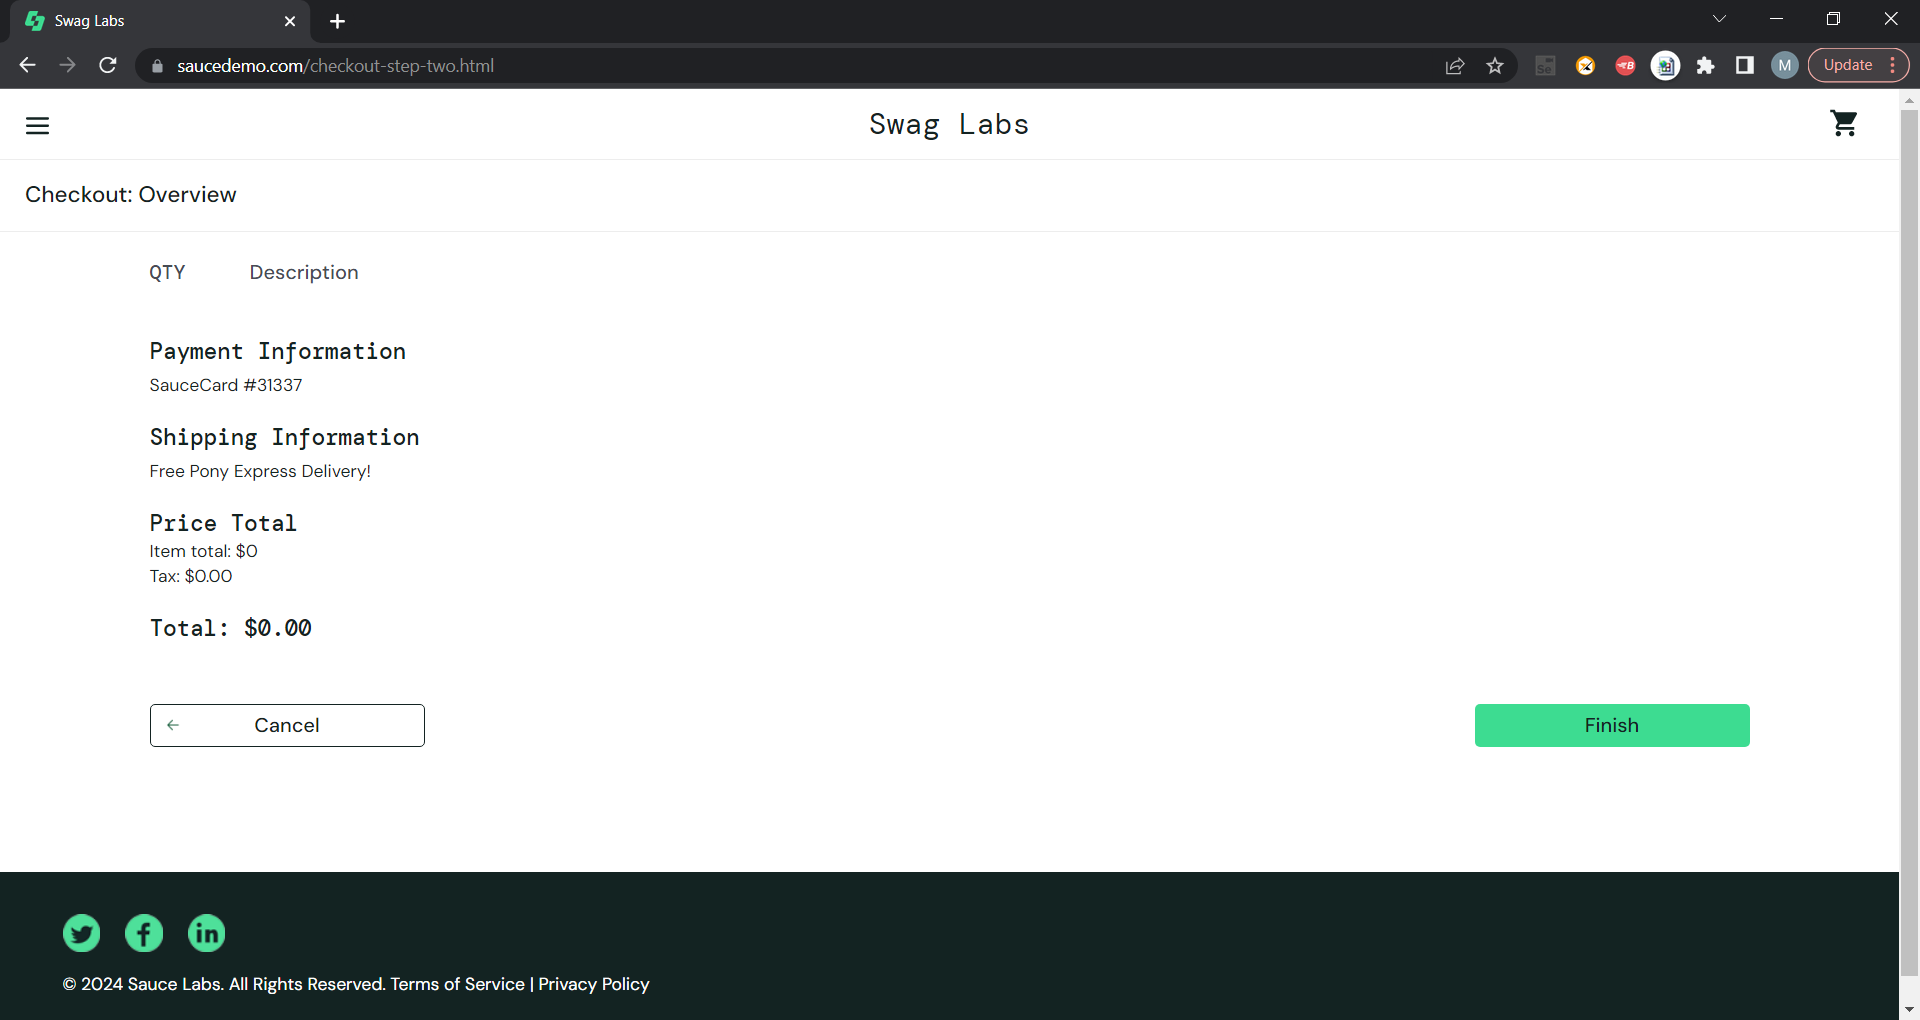 Swag Labs
saucedemo.com/checkout-step-two.html
Se
B
M
Update
Swag Labs
Checkout: Overview
QTY Description
Payment Information
SauceCard #31337
Shipping Information
Free Pony Express Delivery!
Price Total
Item total: $0
Tax: $0.00
Total: $0.00
Cancel
Finish
© 2024 Sauce Labs. All Rights Reserved. Terms of Service | Privacy Policy